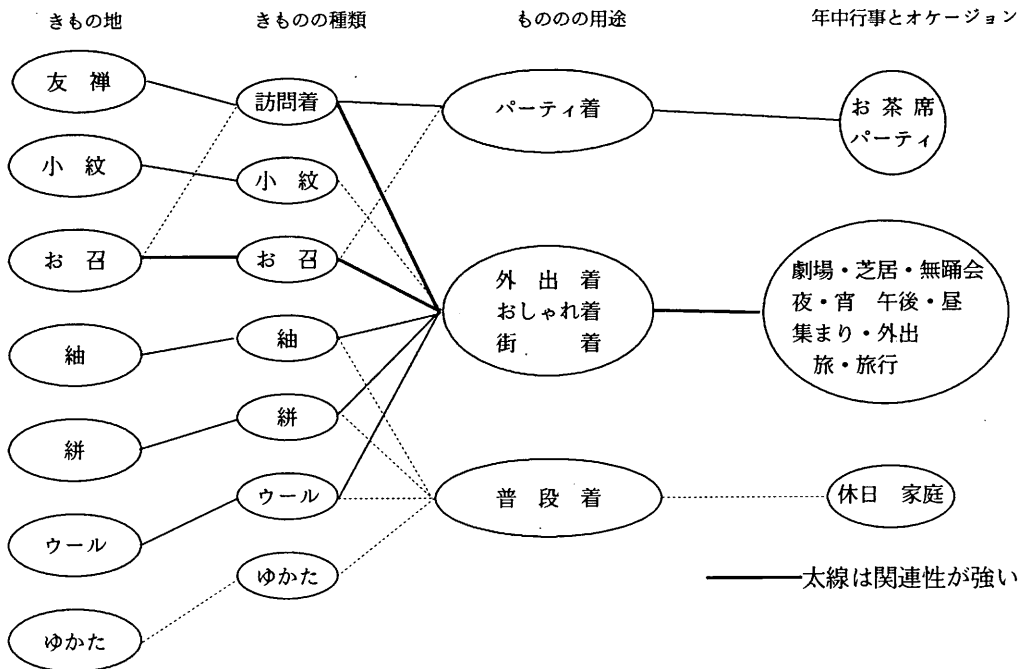 きもの地
きものの種類
もののの用途
年中行事とオケージョン
友禅
小紋
お召
紬
絣
ウール
ゆかた
訪問着
小紋
お召
紬
絣
ウール
ゆかた
パーティ着
外出着
おしゃれ着
街着
普段着
お茶席
パーティ
劇場・芝居・無踊会
夜・宵 午後・昼
集まり・外出
旅・旅行
休日 家庭
太線は関連性が強い